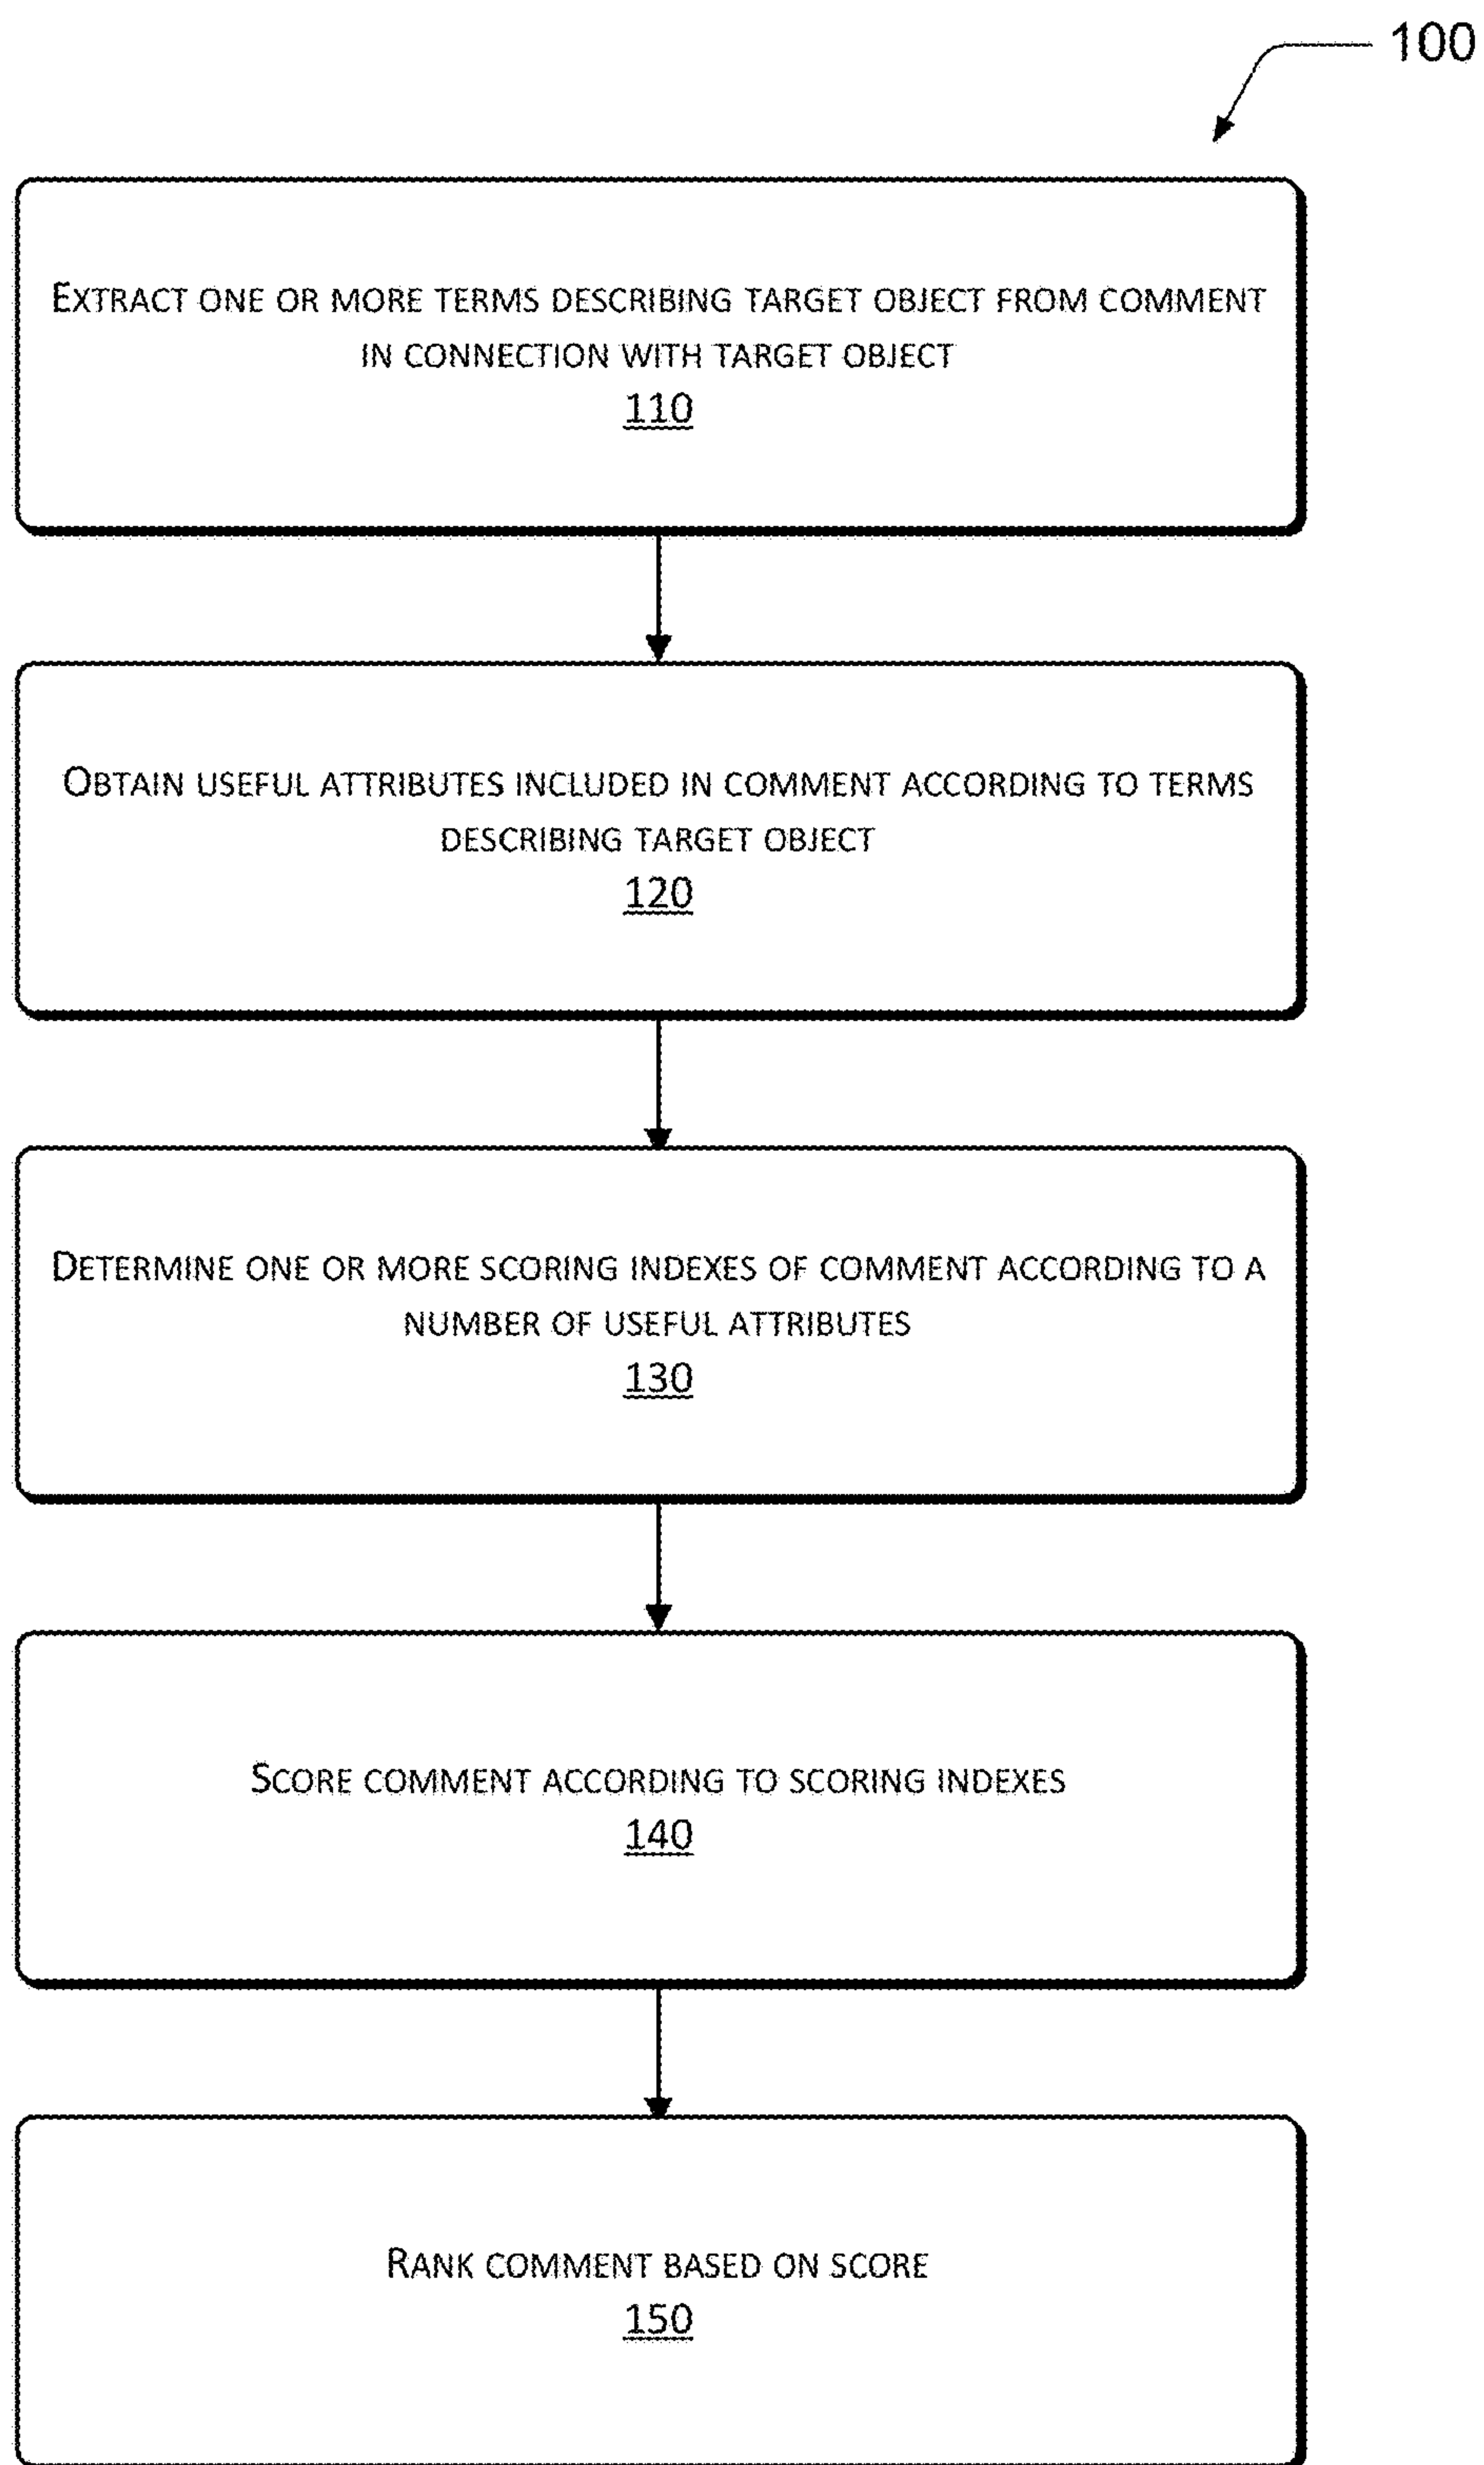 100
EXTRACT ONE OR MORE TERMS DESCRIBING TARGET OBJECT FROM COMMENT
IN CONNECTION WITH TARGET OBJECT
110
OBTAIN USEFUL ATTRIBUTES INCLUDED IN COMMENT ACCORDING TO TERMS
DESCRIBING TARGET OBJECT
120
DETERMINE ONE OR MORE SCORING INDEXES OF COMMENT ACCORDING TO A
NUMBER OF USEFUL ATTRIBUTES
130
SCORE COMMENT ACCORDING TO SCORING INDEXES
140
RANK COMMENT BASED ON SCORE
150